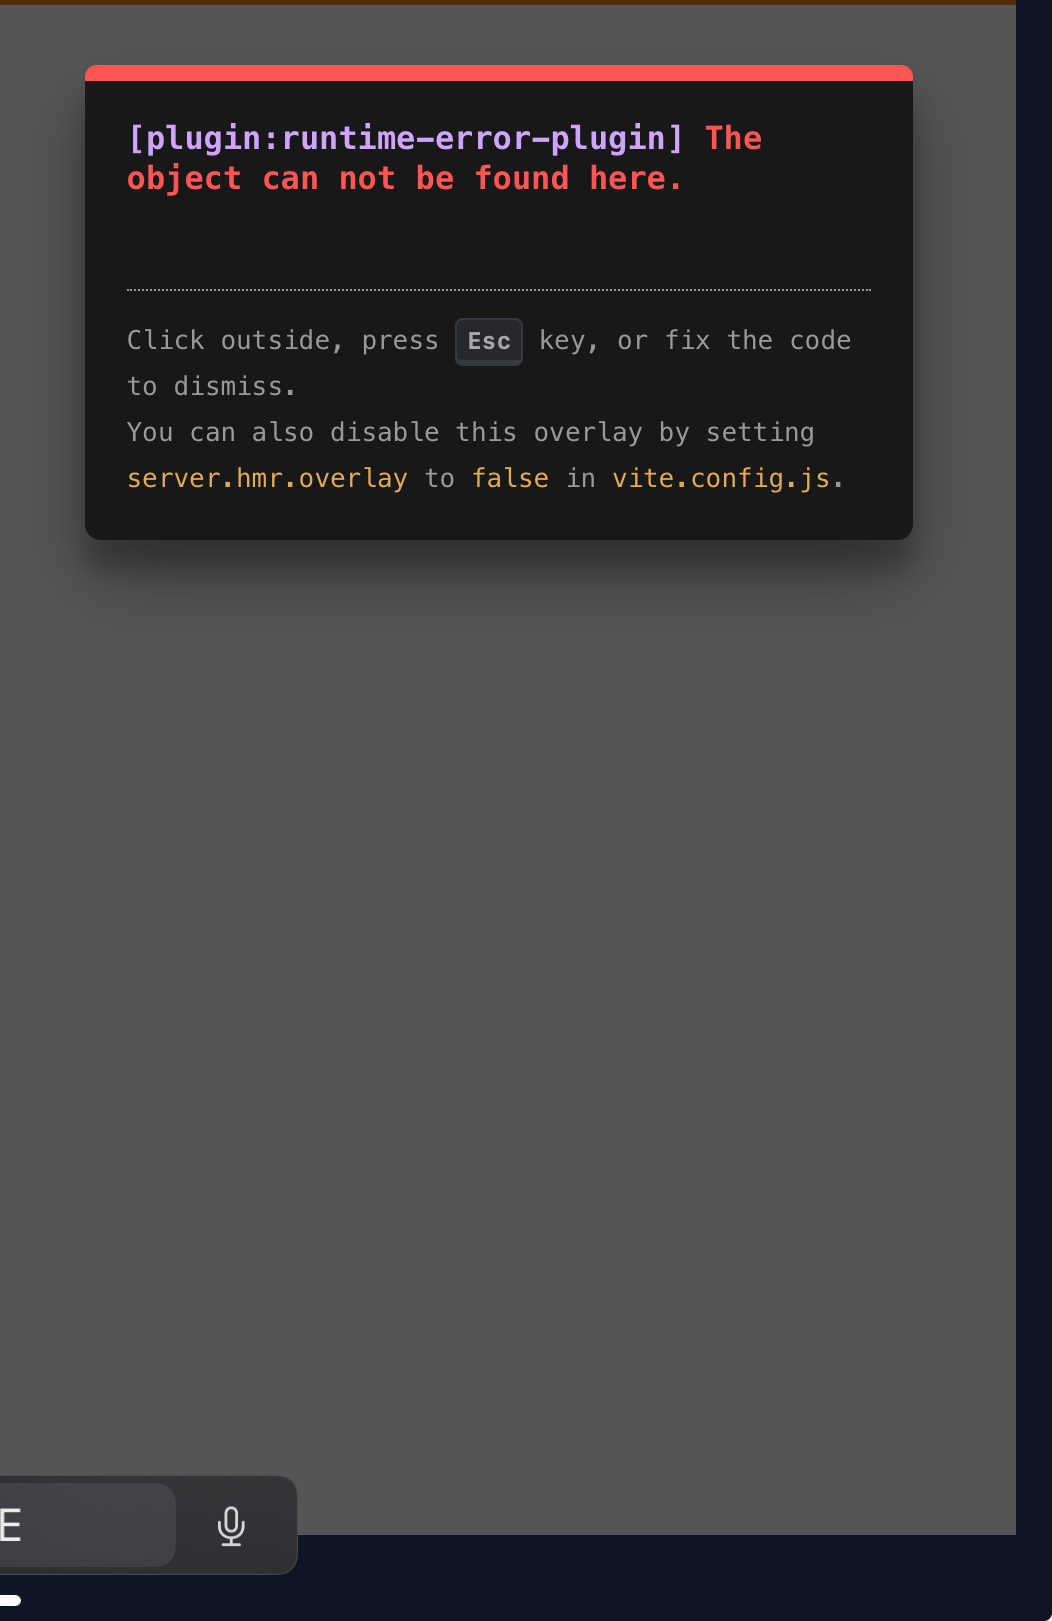 [plugin:runtime-error-plugin] The
object can not be found here.
Click outside, press Esc key, or fix the code
to dismiss.
You can also disable this overlay by setting
server.hmr.overlay to false in vite.config.js.
E